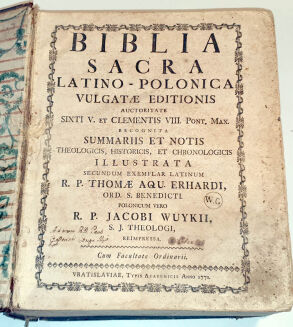 BIBLIA
SACRA
LATINO-POLONICA
VULGATÆ EDITIONIS
AUCTORITATE
SIXTI V. ET CLEMENTIS VIII. PONT. MAX.
RECOGNITA
SUMMARIIS ET NOTIS
THEOLOGICIS, HISTORICIS, ET CHRONOLOGICIS
ILLUSTRATA
SECUNDUM EXEMPLAR LATINUM
R. P. THOMÆ AQU. ERHARDI,
ORD. S. BENEDICTI
POLONICUM VERO
R. P. JACOBI WUYKII,
S. J. THEOLOGI,
REIMPRESSA.
Cum Facultate Ordinarii.
VRATISLAVIAE, TYPIS ACADEMICIS ANNO 1771.